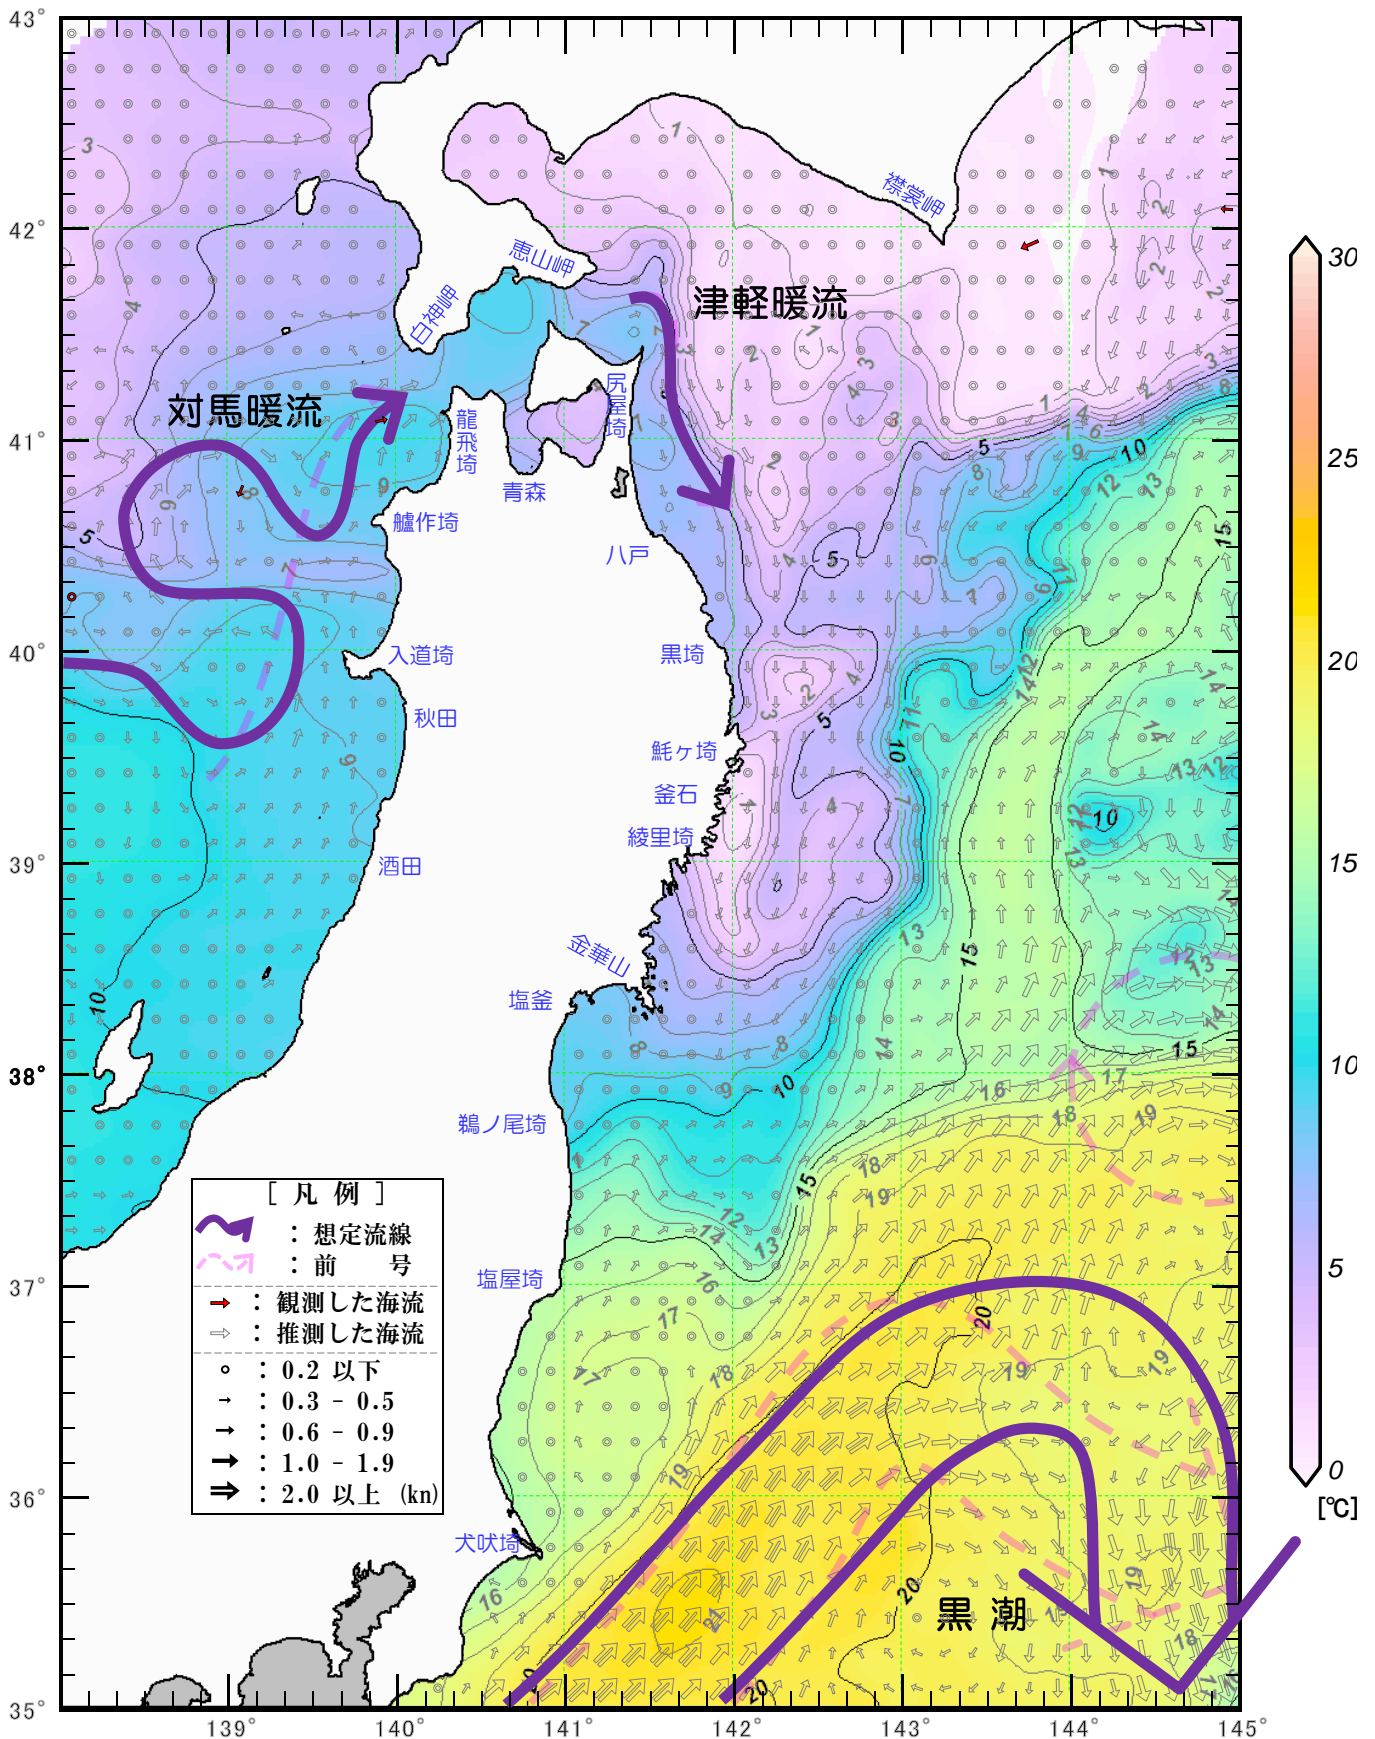 43°
42°
41°
40°
39°
38°
37°
36°
35°
139°
140°
141°
142°
143°
144°
145°
襟裳岬
恵山岬
白神岬
津軽暖流
対馬暖流
尻屋埼
龍飛埼
青森
艫作埼
八戸
入道埼
黒埼
秋田
魹ヶ埼
釜石
綾里埼
酒田
金華山
塩釜
鵜ノ尾埼
塩屋埼
犬吠埼
黒潮
[ 凡 例 ]
: 想定流線
: 前 号
: 観測した海流
: 推測した海流
: 0.2 以下
: 0.3 - 0.5
: 0.6 - 0.9
: 1.0 - 1.9
: 2.0 以上 (kn)
30
25
20
15
10
5
0
[℃]